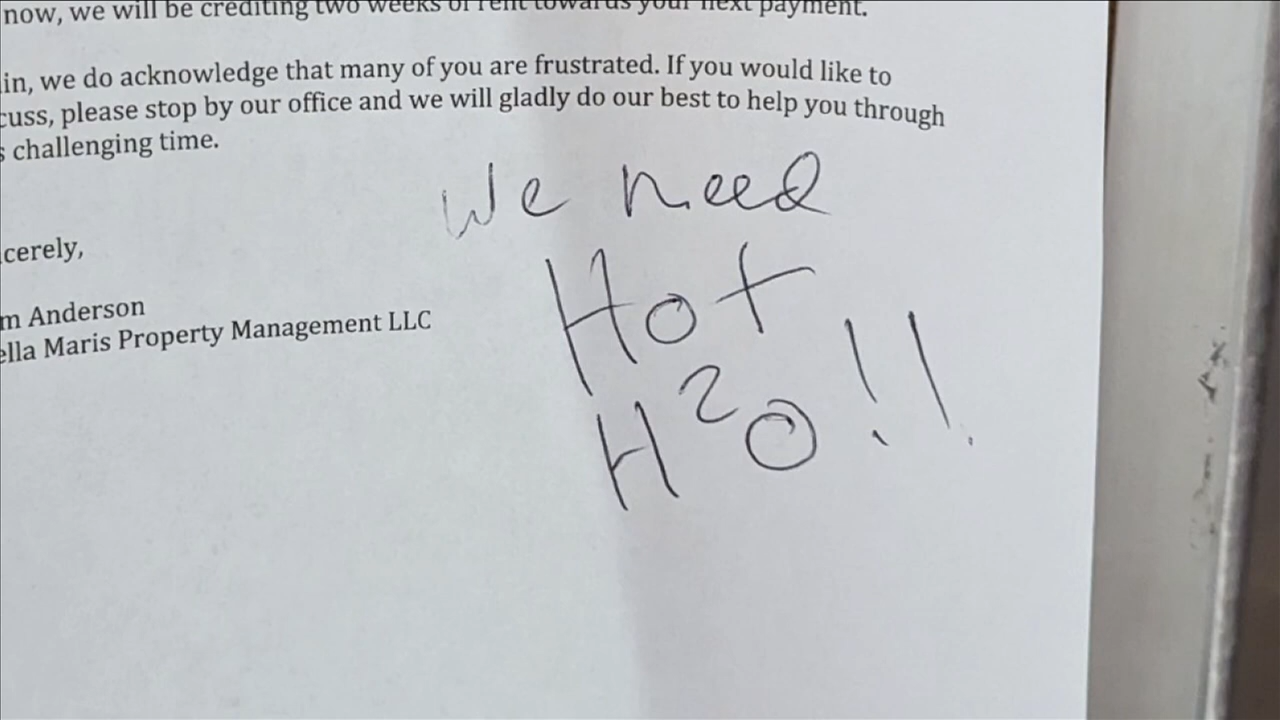 now, we will be crediting two weeks of rent towards your next payment.
in, we do acknowledge that many of you are frustrated. If you would like to
cuss, please stop by our office and we will gladly do our best to help you through
s challenging time.
We need
Hot
H²O!!
cerely,
m Anderson
ella Maris Property Management LLC